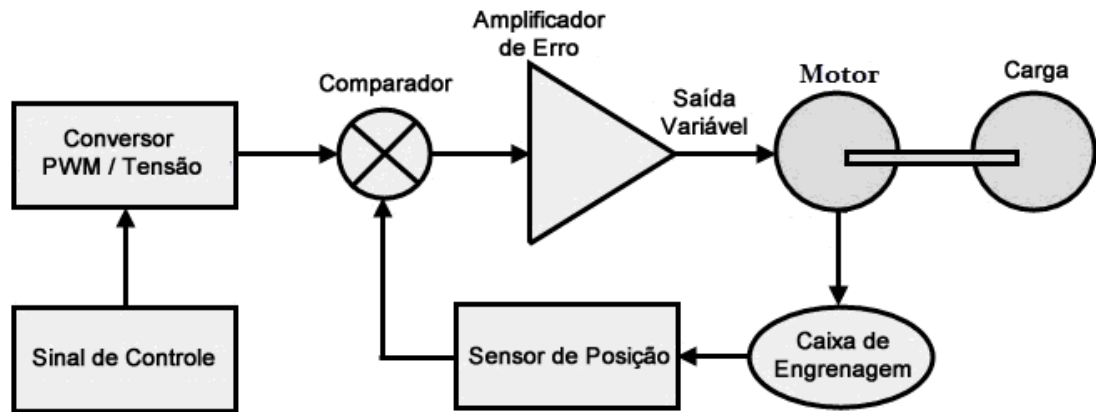 Amplificador
de Erro
Comparador
Motor
Carga
Saída
Variável
Conversor
PWM / Tensão
Sinal de Controle
Sensor de Posição
Caixa de
Engrenagem